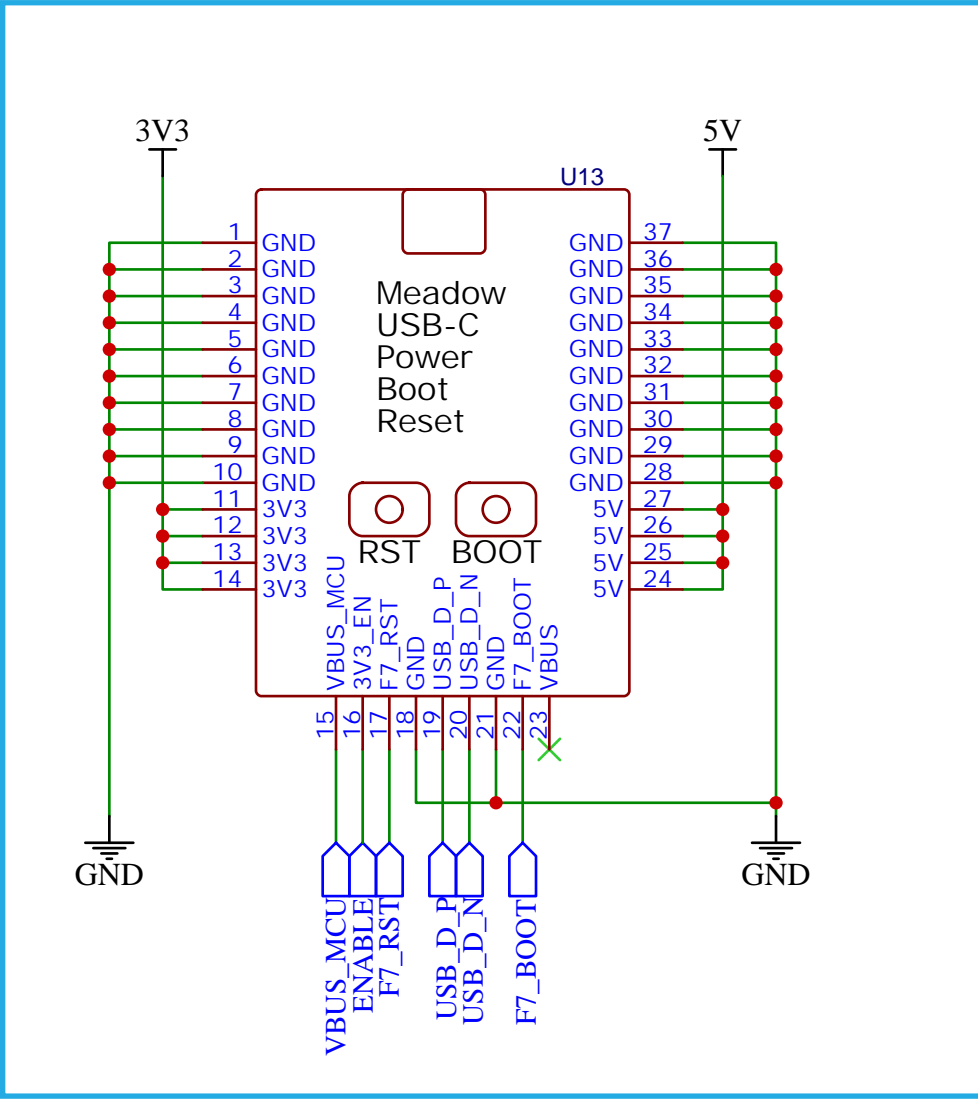 3V3
5V
U13
1 GND
2 GND
3 GND
4 GND
5 GND
6 GND
7 GND
8 GND
9 GND
10 GND
11 3V3
12 3V3
13 3V3
14 3V3
GND 37
GND 36
GND 35
GND 34
GND 33
GND 32
GND 31
GND 30
GND 29
GND 28
5V 27
5V 26
5V 25
5V 24
Meadow
USB-C
Power
Boot
Reset
RST
BOOT
VBUS_MCU 15
3V3_EN 16
F7_RST 17
GND 18
USB_D_P 19
USB_D_N 20
GND 21
F7_BOOT 22
VBUS 23
GND
GND
VBUS_MCU
ENABLE
F7_RST
USB_D_P
USB_D_N
F7_BOOT